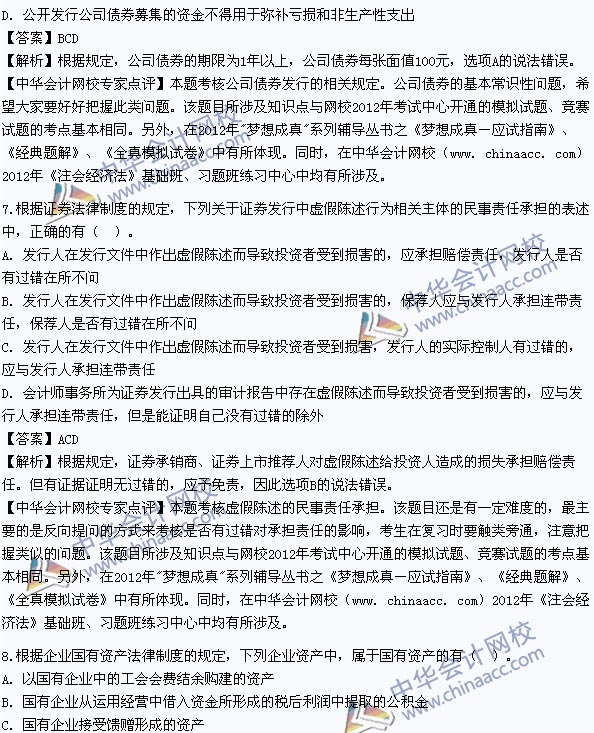 D. 公开发行公司债券募集的资金不得用于弥补亏损和非生产性支出
【答案】BCD
【解析】根据规定，公司债券的期限为1年以上，公司债券每张面值100元，选项A的说法错误。
【中华会计网校专家点评】本题考核公司债券发行的相关规定。公司债券的基本常识性问题，希
望大家要好好把握此类问题。该题目所涉及知识点与网校2012年考试中心开通的模拟试题、竞赛
试题的考点基本相同。另外，在2012年"梦想成真"系列辅导丛书之《梦想成真—应试指南》、
《经典题解》、《全真模拟试卷》中有所体现。同时，在中华会计网校（www. chinaacc. com）
2012年《注会经济法》基础班、习题班练习中心中均有所涉及。
7.根据证券法律制度的规定，下列关于证券发行中虚假陈述行为相关主体的民事责任承担的表述
中，正确的有（ ）。
A. 发行人在发行文件中作出虚假陈述而导致投资者受到损害的，应承担赔偿责任，发行人是否
有过错在所不问
B. 发行人在发行文件中作出虚假陈述而导致投资者受到损害的，保荐人应与发行人承担连带责
任，保荐人是否有过错在所不问
C. 发行人在发行文件中作出虚假陈述而导致投资者受到损害，发行人的实际控制人有过错的，
应与发行人承担连带责任
D. 会计师事务所为证券发行出具的审计报告中存在虚假陈述而导致投资者受到损害的，应与发
行人承担连带责任，但是能证明自己没有过错的除外
【答案】ACD
【解析】根据规定，证券承销商、证券上市推荐人对虚假陈述给投资人造成的损失承担赔偿责
任。但有证据证明无过错的，应予免责，因此选项B的说法错误。
【中华会计网校专家点评】本题考核虚假陈述的民事责任承担。该题目还是有一定难度的，最主
要的是反向提问的方式来考核是否有过错对承担责任的影响，考生在复习时要触类旁通，注意把
握类似的问题。该题目所涉及知识点与网校2012年考试中心开通的模拟试题、竞赛试题的考点基
本相同。另外，在2012年"梦想成真"系列辅导丛书之《梦想成真—应试指南》、《经典题解》、
《全真模拟试卷》中有所体现。同时，在中华会计网校（www. chinaacc. com）2012年《注会经
济法》基础班、习题班练习中心中均有所涉及。
8.根据企业国有资产法律制度的规定，下列企业资产中，属于国有资产的有（ ）。
A. 以国有企业中的工会会费结余购建的资产
B. 国有企业从运用经营中借入资金所形成的税后利润中提取的公积金
C. 国有企业接受馈赠形成的资产
中华会计网校
www.chinaacc.com
中华会计网校
www.chinaacc.com
中华会计网校
www.chinaacc.com
中华会计网校
www.chinaacc.com